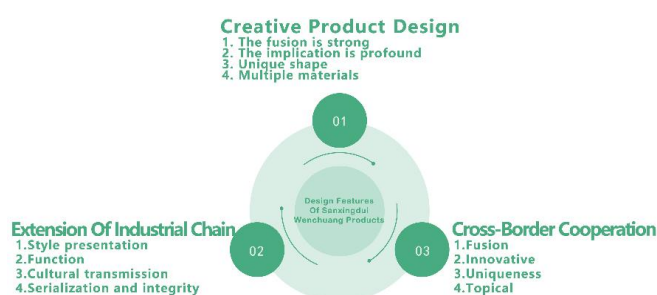 Creative Product Design
1. The fusion is strong
2. The implication is profound
3. Unique shape
4. Multiple materials
01
Design Features
Of Sanxingdui
Wenchuang Products
Extension Of Industrial Chain
1.Style presentation
2.Function
3.Cultural transmission
4.Serialization and integrity
02
03
Cross-Border Cooperation
1.Fusion
2.Innovative
3.Uniqueness
4.Topical